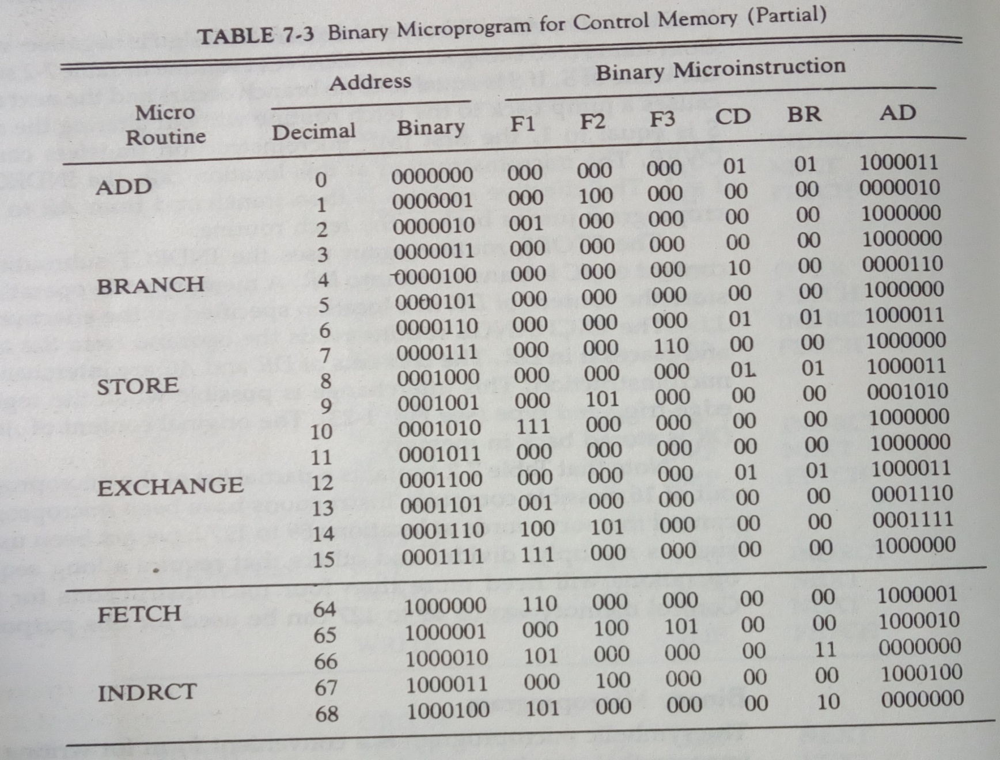 TABLE 7-3 Binary Microprogram for Control Memory (Partial)
Address Binary Microinstruction
Micro Routine Decimal Binary F1 F2 F3 CD BR AD
ADD 0 0000000 000 000 000 01 01 1000011
1 0000001 000 100 000 00 00 0000010
2 0000010 001 000 000 00 00 1000000
3 0000011 000 000 000 00 00 1000000
BRANCH 4 0000100 000 000 000 10 00 0000110
5 0000101 000 000 000 00 00 1000000
6 0000110 000 000 000 01 01 1000011
7 0000111 000 000 110 00 00 1000000
STORE 8 0001000 000 000 000 01 01 1000011
9 0001001 000 101 000 00 00 0001010
10 0001010 111 000 000 00 00 1000000
11 0001011 000 000 000 00 00 1000000
EXCHANGE 12 0001100 000 000 000 01 01 1000011
13 0001101 001 000 000 00 00 0001110
14 0001110 100 101 000 00 00 0001111
15 0001111 111 000 000 00 00 1000000
FETCH 64 1000000 110 000 000 00 00 1000001
65 1000001 000 100 101 00 00 1000010
66 1000010 101 000 000 00 11 0000000
INDRCT 67 1000011 000 100 000 00 00 1000100
68 1000100 101 000 000 00 10 0000000